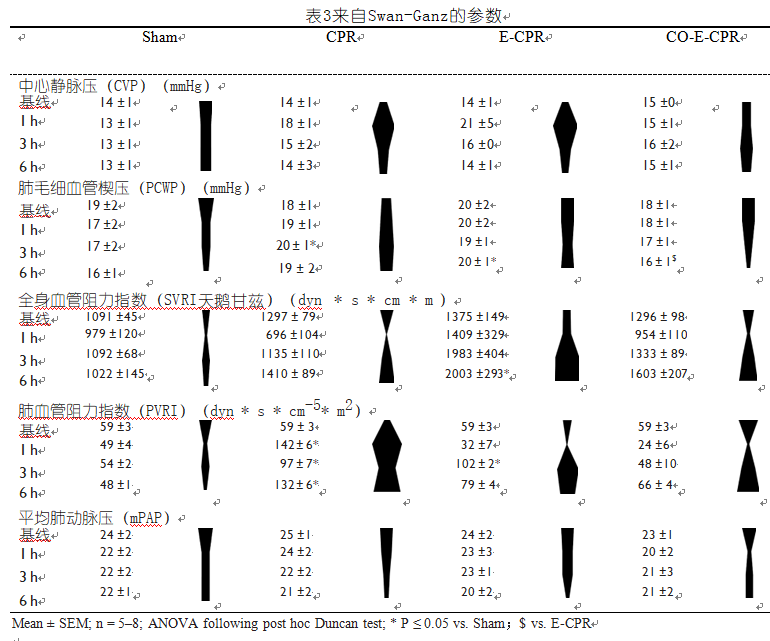 表3来自Swan-Ganz的参数
Sham CPR E-CPR CO-E-CPR
中心静脉压 (CVP) (mmHg)
基线 14 ±1 14 ±1 14 ±1 15 ±0
1 h 13 ±1 18 ±1 21 ±5 15 ±1
3 h 13 ±1 15 ±2 16 ±0 16 ±2
6 h 13 ±1 14 ±3 14 ±1 15 ±1
肺毛细血管楔压 (PCWP) (mmHg)
基线 19 ±2 18 ±1 20 ±2 18 ±1
1 h 17 ±2 19 ±1 20 ±2 18 ±1
3 h 17 ±2 20 ± 1* 19 ±1 17 ±1
6 h 16 ±1 19 ± 2 20 ±1* 16 ±1$
全身血管阻力指数 (SVRI天鹅甘兹) (dyn * s * cm * m )
基线 1091 ±45 1297 ± 79 1375 ±149 1296 ± 98
1 h 979 ±120 696 ±104 1409 ±329 954 ±110
3 h 1092 ±68 1135 ±110 1983 ±404 1333 ± 89
6 h 1022 ±145 1410 ± 89 2003 ±293* 1603 ±207
肺血管阻力指数 (PVRI) (dyn * s * cm-5* m2)
基线 59 ±3 59 ± 3 59 ±3 59 ±3
1 h 49 ±4 142 ±6* 32 ±7 24 ±6
3 h 54 ±2 97 ±7* 102 ± 2* 48 ±10
6 h 48 ±1 132 ±6* 79 ± 4 66 ± 4
平均肺动脉压 (mPAP)
基线 24 ±2 25 ±1 24 ±2 23 ±1
1 h 22 ±2 24 ±2 23 ±3 20 ±2
3 h 22 ±2 22 ±2 23 ±1 21 ±3
6 h 22 ±1 21 ±2 20 ±2 21 ±2
Mean ± SEM; n = 5–8; ANOVA following post hoc Duncan test; * P ≤ 0.05 vs. Sham；$ vs. E-CPR